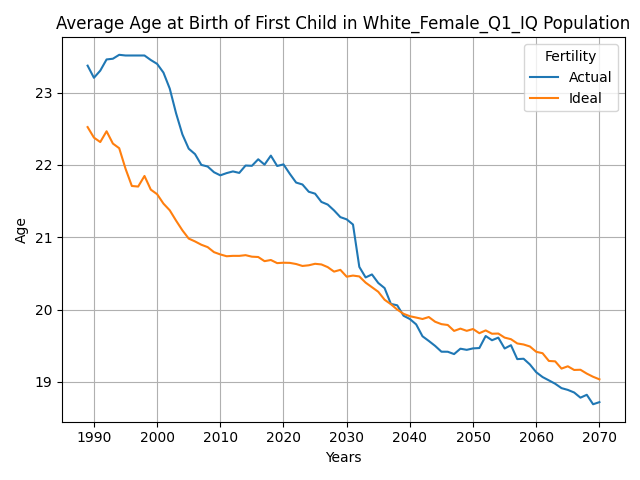 Average Age at Birth of First Child in White_Female_Q1_IQ Population
Fertility
Actual
Ideal
Age
23
22
21
20
19
1990
2000
2010
2020
2030
2040
2050
2060
2070
Years